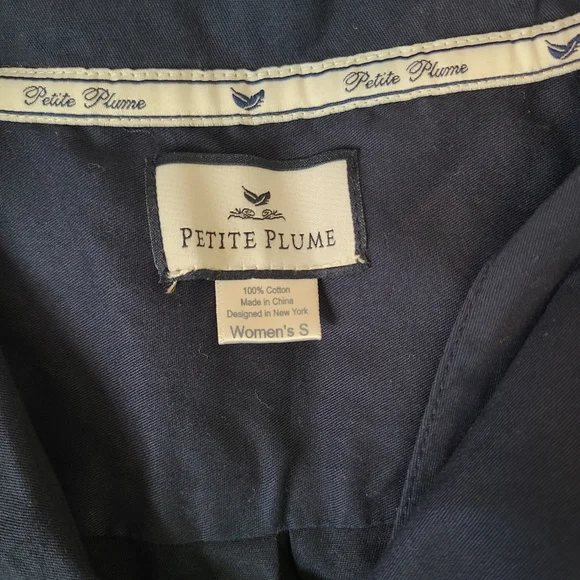 Petite Plume Petite Plume
PETITE PLUME
100% Cotton
Made in China
Designed in New York
Women's S